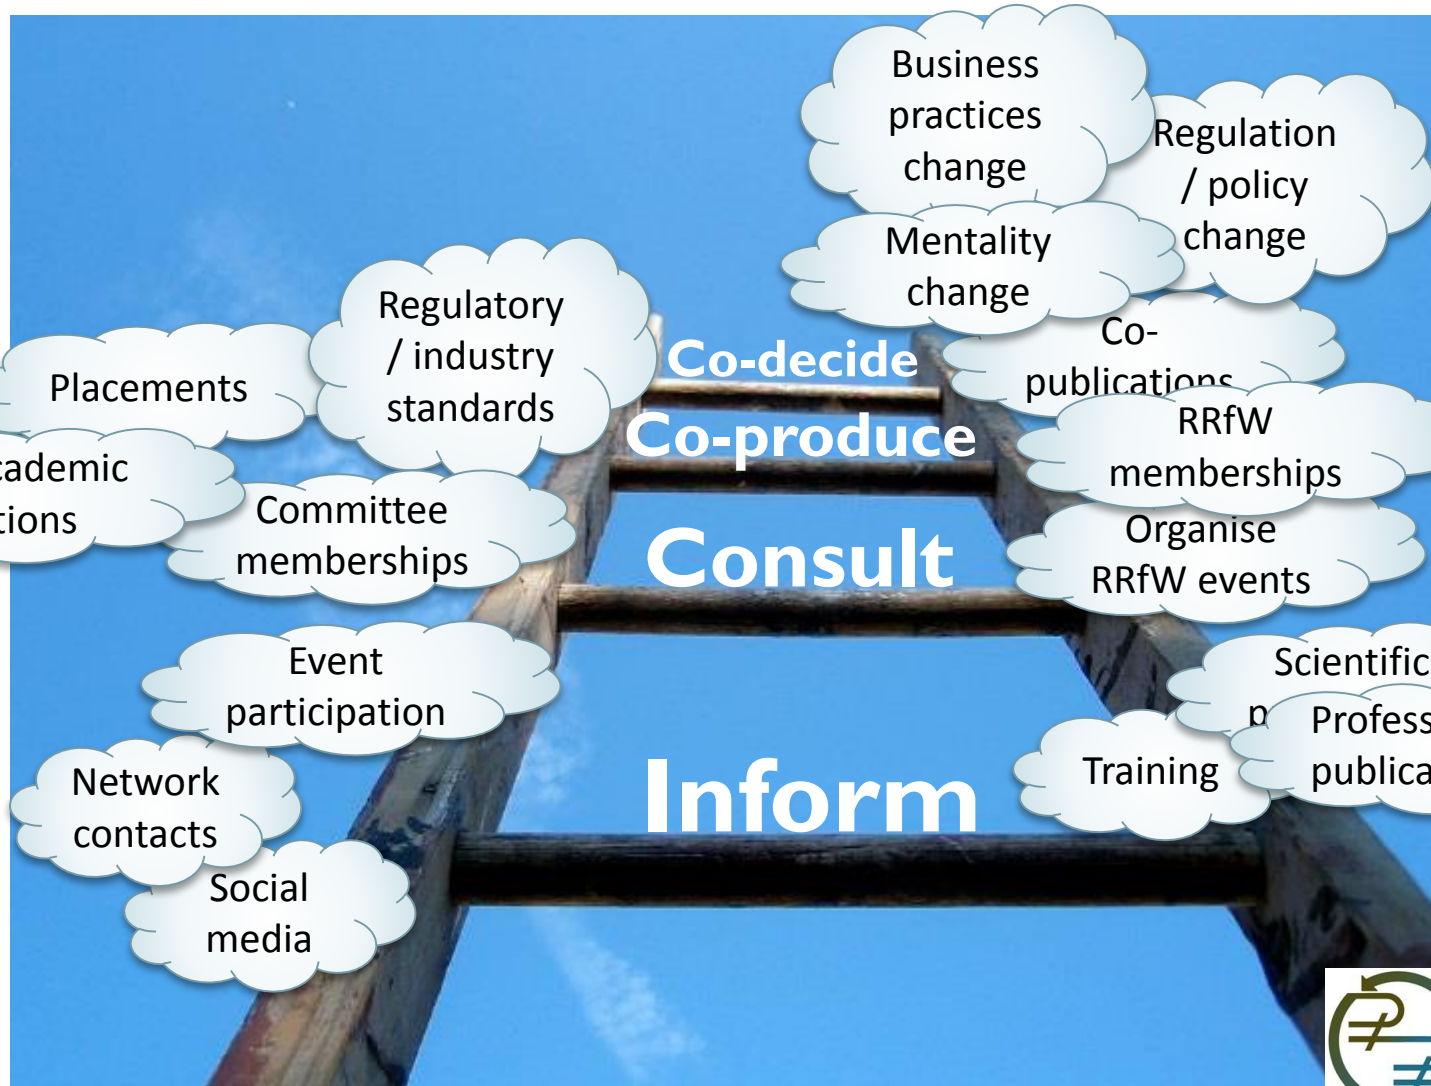 Business
practices
change
Regulation
/ policy
change
Mentality
change
Regulatory
/ industry
standards
Placements
Co-decide
Co-
publications
Co-produce
RRfW
memberships
Committee
memberships
Consult
Organise
RRfW events
Event
participation
Scientific
Training
Network
contacts
Inform
Social
media